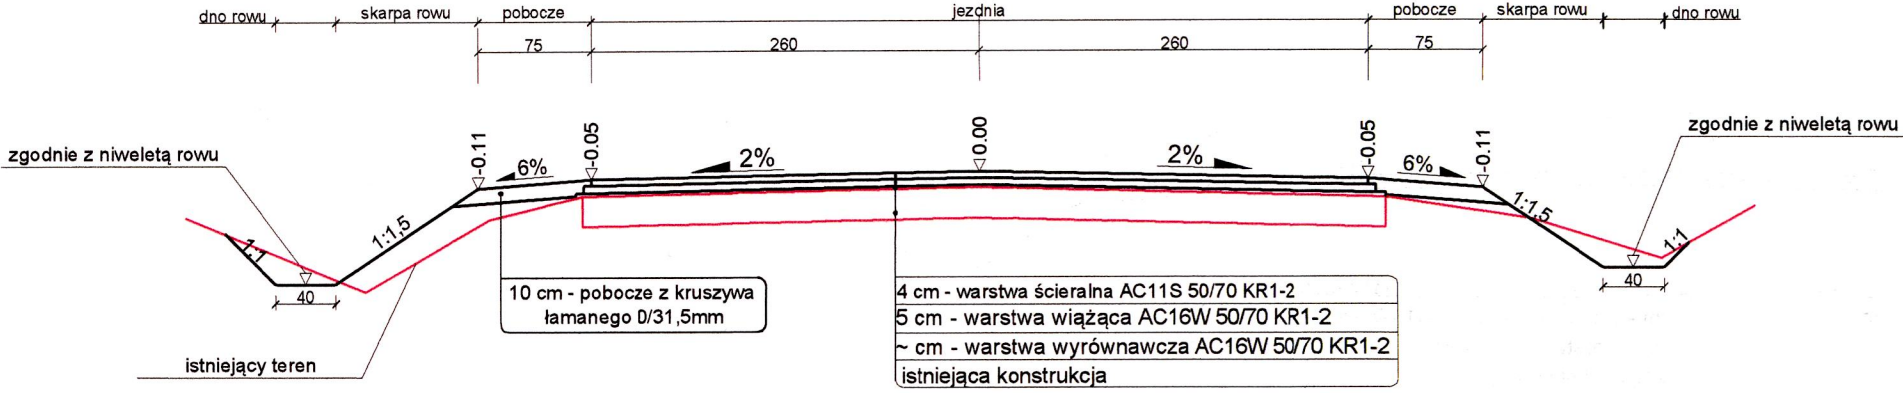 dno rowu skarpa rowu pobocze jezdnia pobocze skarpa rowu dno rowu
75 260 260 75
-0.11 -0.05 0.00 -0.05 -0.11
zgodnie z niweletą rowu 6% 2% 2% 6% zgodnie z niweletą rowu
1:1 1:1,5 1:1,5 1:1
40 40
10 cm - pobocze z kruszywa
łamanego 0/31,5mm
4 cm - warstwa ścieralna AC11S 50/70 KR1-2
5 cm - warstwa wiążąca AC16W 50/70 KR1-2
~ cm - warstwa wyrównawcza AC16W 50/70 KR1-2
istniejąca konstrukcja
istniejący teren